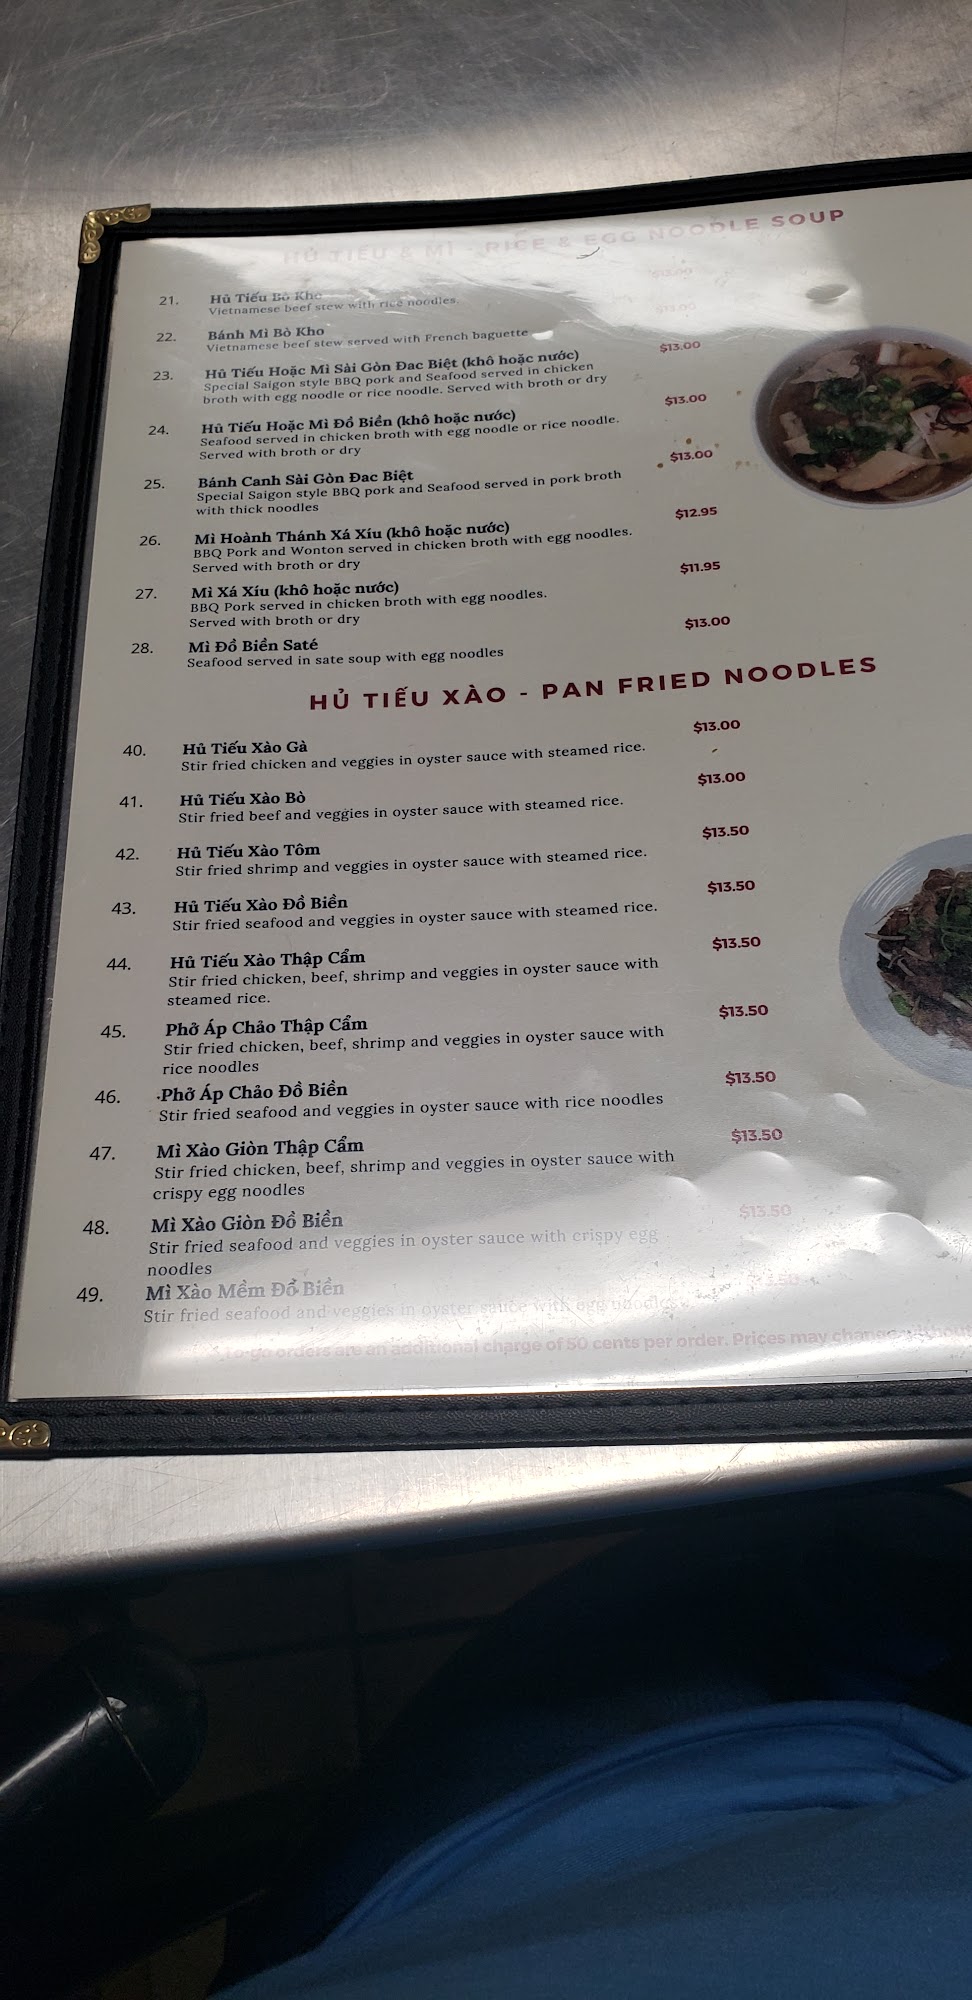 HỦ TIẾU & MÌ - RICE & EGG NOODLE SOUP
21. Hủ Tiếu Bò Kho $13.00
Vietnamese beef stew with rice noodles.
22. Bánh Mì Bò Kho $13.00
Vietnamese beef stew served with French baguette
23. Hủ Tiếu Hoặc Mì Sài Gòn Đac Biệt (khô hoặc nước) $13.00
Special Saigon style BBQ pork and Seafood served in chicken
broth with egg noodle or rice noodle. Served with broth or dry
24. Hủ Tiếu Hoặc Mì Đồ Biển (khô hoặc nước) $13.00
Seafood served in chicken broth with egg noodle or rice noodle.
Served with broth or dry
25. Bánh Canh Sài Gòn Đac Biệt $13.00
Special Saigon style BBQ pork and Seafood served in pork broth
with thick noodles
26. Mì Hoành Thánh Xá Xíu (khô hoặc nước) $12.95
BBQ Pork and Wonton served in chicken broth with egg noodles.
Served with broth or dry
27. Mì Xá Xíu (khô hoặc nước) $11.95
BBQ Pork served in chicken broth with egg noodles.
Served with broth or dry
28. Mì Đồ Biển Saté $13.00
Seafood served in sate soup with egg noodles
HỦ TIẾU XÀO - PAN FRIED NOODLES
40. Hủ Tiếu Xào Gà $13.00
Stir fried chicken and veggies in oyster sauce with steamed rice.
41. Hủ Tiếu Xào Bò $13.00
Stir fried beef and veggies in oyster sauce with steamed rice.
42. Hủ Tiếu Xào Tôm $13.50
Stir fried shrimp and veggies in oyster sauce with steamed rice.
43. Hủ Tiếu Xào Đồ Biển $13.50
Stir fried seafood and veggies in oyster sauce with steamed rice.
44. Hủ Tiếu Xào Thập Cẩm $13.50
Stir fried chicken, beef, shrimp and veggies in oyster sauce with
steamed rice.
45. Phở Áp Chảo Thập Cẩm $13.50
Stir fried chicken, beef, shrimp and veggies in oyster sauce with
rice noodles
46. Phở Áp Chảo Đồ Biển $13.50
Stir fried seafood and veggies in oyster sauce with rice noodles
47. Mì Xào Giòn Thập Cẩm $13.50
Stir fried chicken, beef, shrimp and veggies in oyster sauce with
crispy egg noodles
48. Mì Xào Giòn Đồ Biển $13.50
Stir fried seafood and veggies in oyster sauce with crispy egg
noodles
49. Mì Xào Mềm Đồ Biển
Stir fried seafood and veggies in oyster sauce with egg noodles
* To-go orders are an additional charge of 50 cents per order. Prices may change without